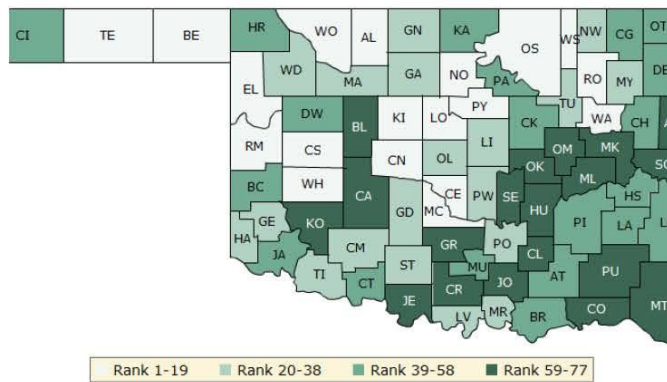 CI TE BE HR WO AL GN KA OS WS NW CG OT
EL WD MA GA NO PA RO MY DE
DW BL KI LO PY CK TU WA CH
RM CS CN OL LI OK OM MK
BC WH CA CE PW SE ML SQ
HA GE KO GD MC HU HS
JA CM GR PO PI LA
TI CT ST MU CL AT PU
JE CR JO CO MT
LV MR BR
Rank 1-19 Rank 20-38 Rank 39-58 Rank 59-77